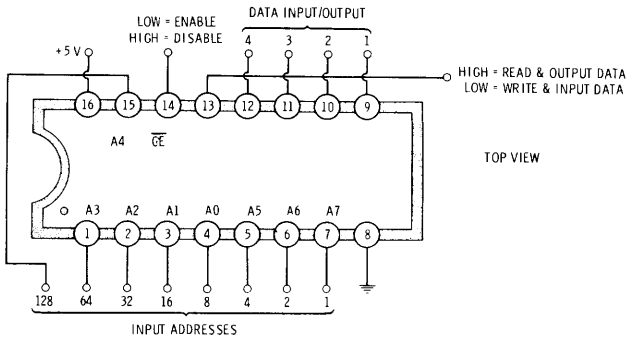 LOW = ENABLE
HIGH = DISABLE
DATA INPUT/OUTPUT
4 3 2 1
+5 V
HIGH = READ & OUTPUT DATA
LOW = WRITE & INPUT DATA
16 15 14 13 12 11 10 9
A4 CE
TOP VIEW
A3 A2 A1 A0 A5 A6 A7
1 2 3 4 5 6 7 8
128 64 32 16 8 4 2 1
INPUT ADDRESSES